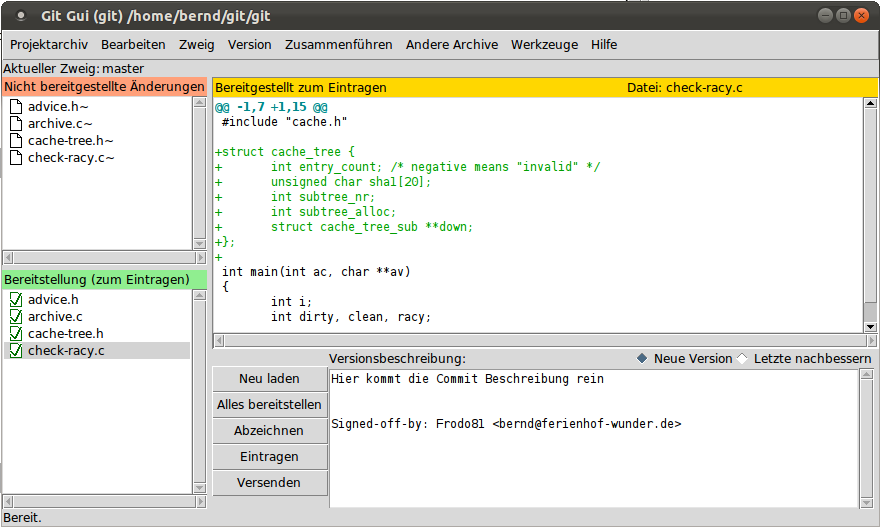 Git Gui (git) /home/bernd/git/git
Projektarchiv Bearbeiten Zweig Version Zusammenführen Andere Archive Werkzeuge Hilfe
Aktueller Zweig: master
Nicht bereitgestellte Änderungen
advice.h~
archive.c~
cache-tree.h~
check-racy.c~
Bereitstellung (zum Eintragen)
advice.h
archive.c
cache-tree.h
check-racy.c
Bereitgestellt zum Eintragen Datei: check-racy.c
@@ -1,7 +1,15 @@
 #include "cache.h"
+struct cache_tree {
+       int entry_count; /* negative means "invalid" */
+       unsigned char sha1[20];
+       int subtree_nr;
+       int subtree_alloc;
+       struct cache_tree_sub **down;
+};
+
 int main(int ac, char **av)
 {
        int i;
        int dirty, clean, racy;
Versionsbeschreibung: Neue Version Letzte nachbessern
Neu laden
Alles bereitstellen
Abzeichnen
Eintragen
Versenden
Hier kommt die Commit Beschreibung rein
Signed-off-by: Frodo81 <bernd@ferienhof-wunder.de>
Bereit.